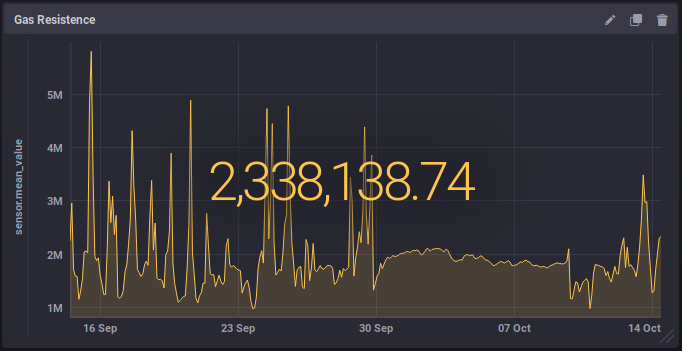 Gas Resistence
sensor.mean_value
5M
4M
3M
2M
1M
2,338,138.74
16 Sep
23 Sep
30 Sep
07 Oct
14 Oct